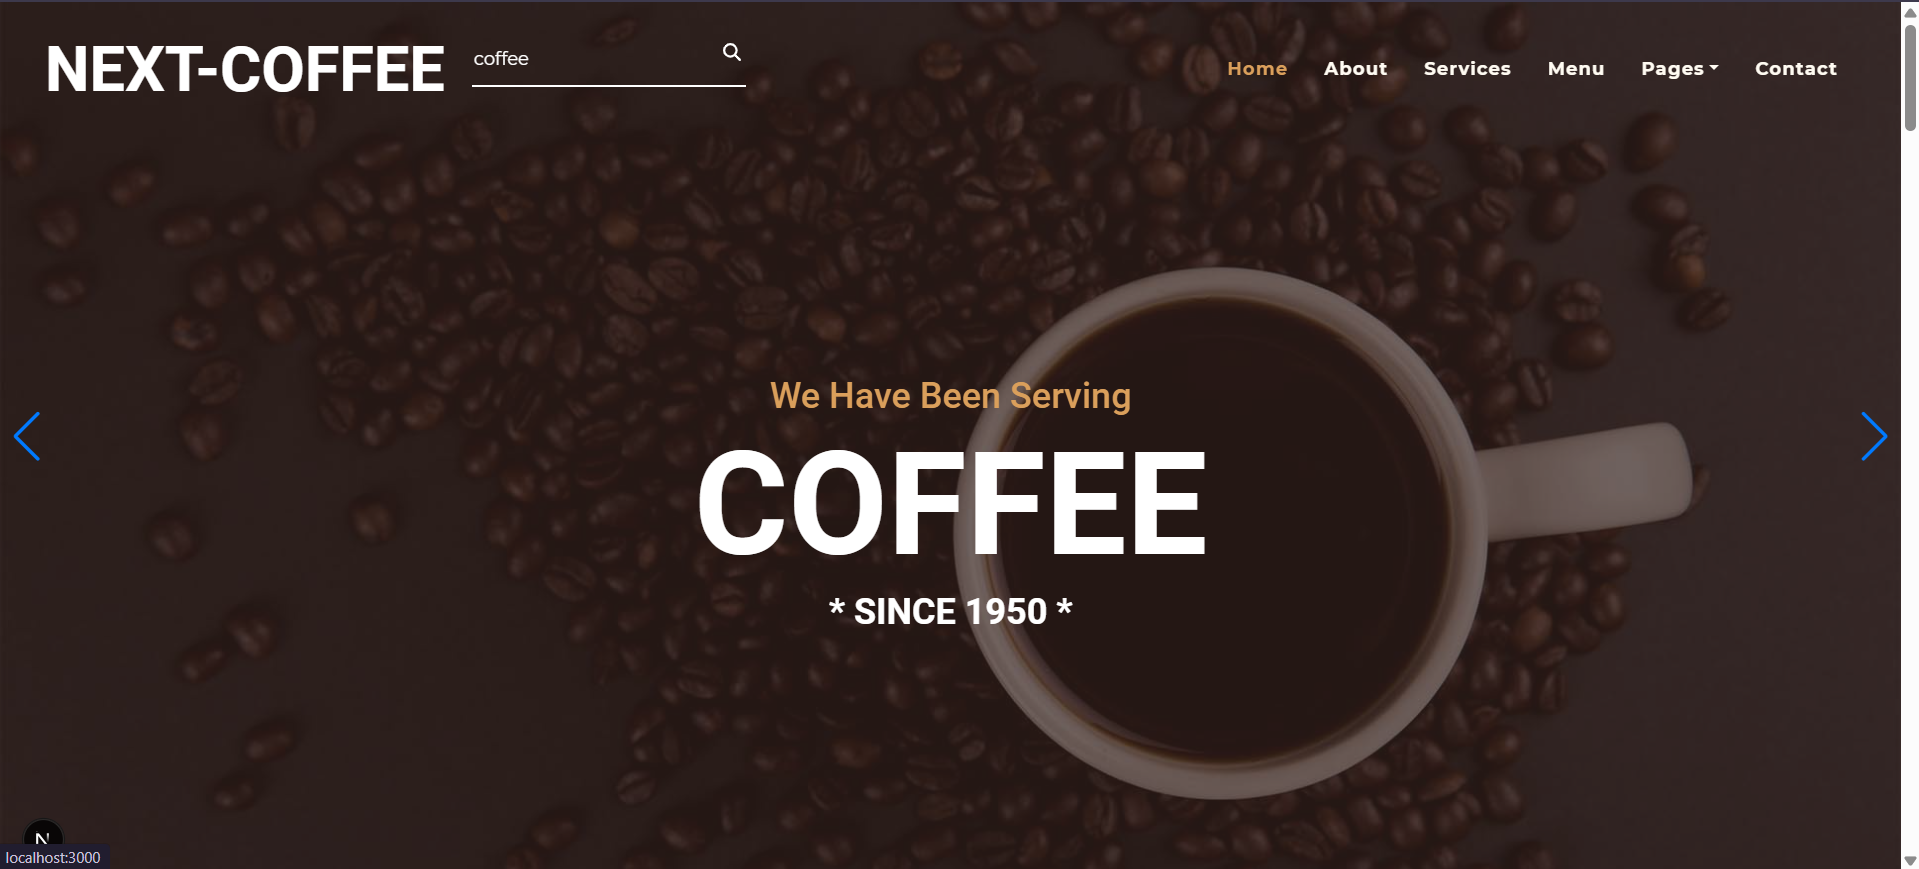 NEXT-COFFEE
coffee
Home About Services Menu Pages Contact
We Have Been Serving
COFFEE
* SINCE 1950 *
N
localhost:3000